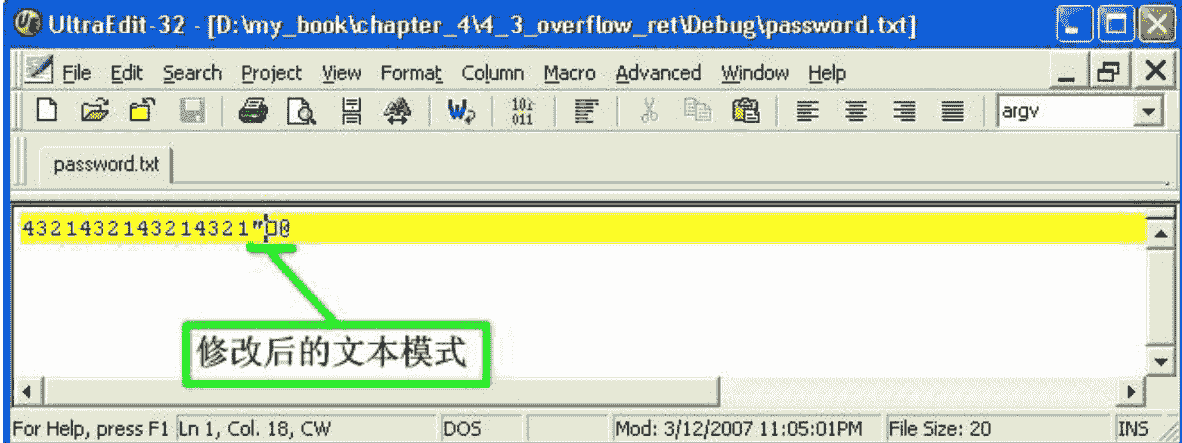 UltraEdit-32 - [D:\my_book\chapter_4\4_3_overflow_ret\Debug\password.txt]
File Edit Search Project View Format Column Macro Advanced Window Help
argv
password.txt
4321432143214321"□@
修改后的文本模式
For Help, press F1 Ln 1, Col. 18, CW DOS Mod: 3/12/2007 11:05:01PM File Size: 20 INS